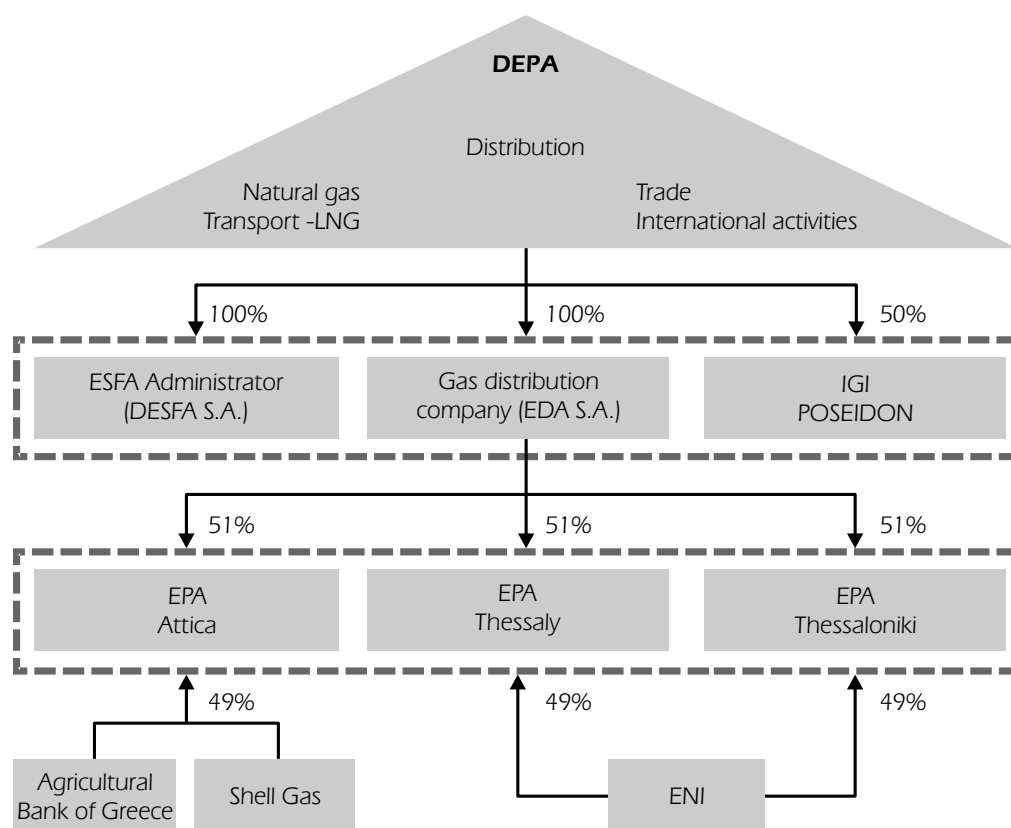 DEPA
Distribution
Natural gas
Transport -LNG
Trade
International activities
100%
100%
50%
ESFA Administrator
(DESFA S.A.)
Gas distribution
company (EDA S.A.)
IGI
POSEIDON
51%
51%
51%
EPA
Attica
EPA
Thessaly
EPA
Thessaloniki
49%
49%
49%
Agricultural
Bank of Greece
Shell Gas
ENI